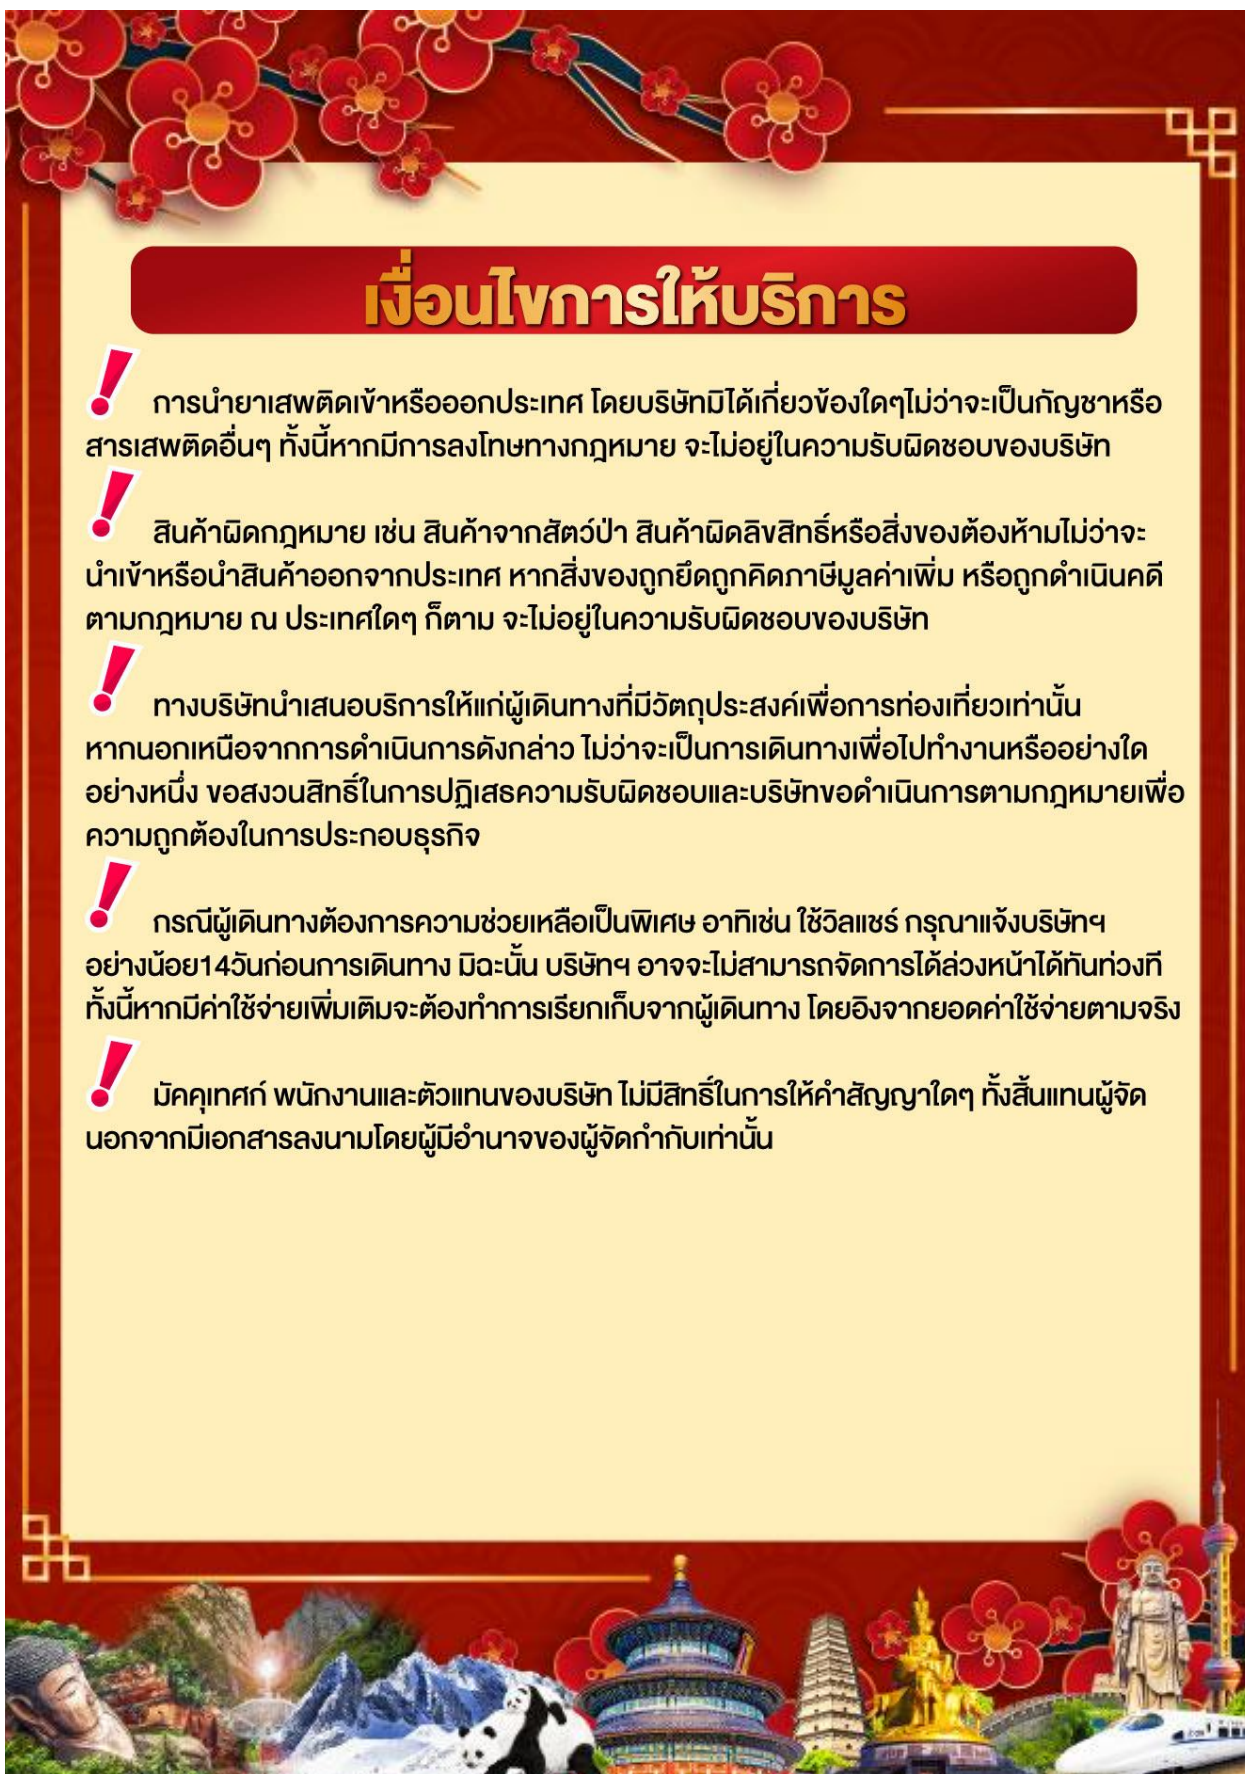 เงื่อนไขการให้บริการ
การนำยาเสพติดเข้าหรือออกประเทศ โดยบริษัทมิได้เกี่ยวข้องใดๆไม่ว่าจะเป็นกัญชาหรือ
สารเสพติดอื่นๆ ทั้งนี้หากมีการลงโทษทางกฎหมาย จะไม่อยู่ในความรับผิดชอบของบริษัท
สินค้าผิดกฎหมาย เช่น สินค้าจากสัตว์ป่า สินค้าผิดลิขสิทธิ์หรือสิ่งของต้องห้ามไม่ว่าจะ
นำเข้าหรือนำสินค้าออกจากประเทศ หากสิ่งของถูกยึดถูกคิดภาษีมูลค่าเพิ่ม หรือถูกดำเนินคดี
ตามกฎหมาย ณ ประเทศใดๆ ก็ตาม จะไม่อยู่ในความรับผิดชอบของบริษัท
ทางบริษัทนำเสนอบริการให้แก่ผู้เดินทางที่มีวัตถุประสงค์เพื่อการท่องเที่ยวเท่านั้น
หากนอกเหนือจากการดำเนินการดังกล่าว ไม่ว่าจะเป็นการเดินทางเพื่อไปทำงานหรืออย่างใด
อย่างหนึ่ง ขอสงวนสิทธิ์ในการปฏิเสธความรับผิดชอบและบริษัทขอดำเนินการตามกฎหมายเพื่อ
ความถูกต้องในการประกอบธุรกิจ
กรณีผู้เดินทางต้องการความช่วยเหลือเป็นพิเศษ อาทิเช่น ใช้วิลแชร์ กรุณาแจ้งบริษัทฯ
อย่างน้อย14วันก่อนการเดินทาง มิฉะนั้น บริษัทฯ อาจจะไม่สามารถจัดการได้ล่วงหน้าได้ทันท่วงที
ทั้งนี้หากมีค่าใช้จ่ายเพิ่มเติมจะต้องทำการเรียกเก็บจากผู้เดินทาง โดยอิงจากยอดค่าใช้จ่ายตามจริง
มัคคุเทศก์ พนักงานและตัวแทนของบริษัท ไม่มีสิทธิ์ในการให้คำสัญญาใดๆ ทั้งสิ้นแทนผู้จัด
นอกจากมีเอกสารลงนามโดยผู้มีอำนาจของผู้จัดกำกับเท่านั้น